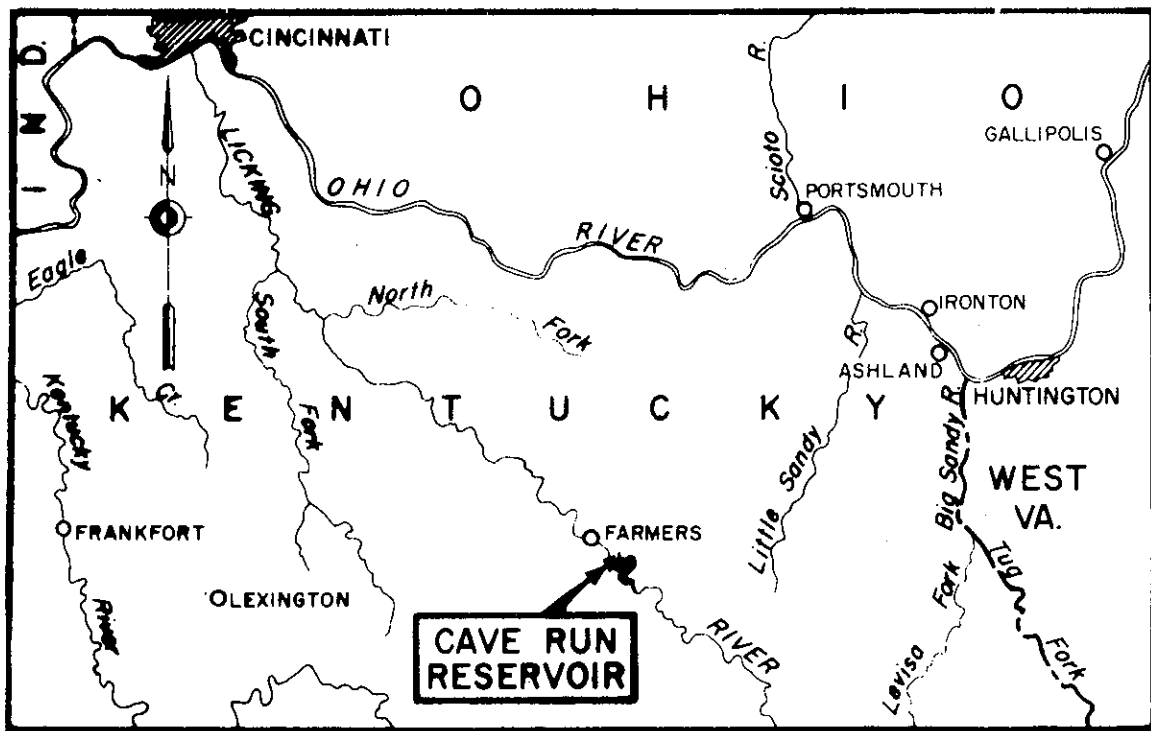 CINCINNATI
IND.
OHIO
R.
Scioto
GALLIPOLIS
PORTSMOUTH
LICKING
N
OHIO
RIVER
Eagle
Cr.
North
Fork
South
Fork
IRONTON
ASHLAND
HUNTINGTON
KENTUCKY
Kentucky
River
Little Sandy
R.
Big Sandy R.
WEST
VA.
FRANKFORT
FARMERS
LEXINGTON
CAVE RUN
RESERVOIR
RIVER
Levisa
Fork
Tug
Fork